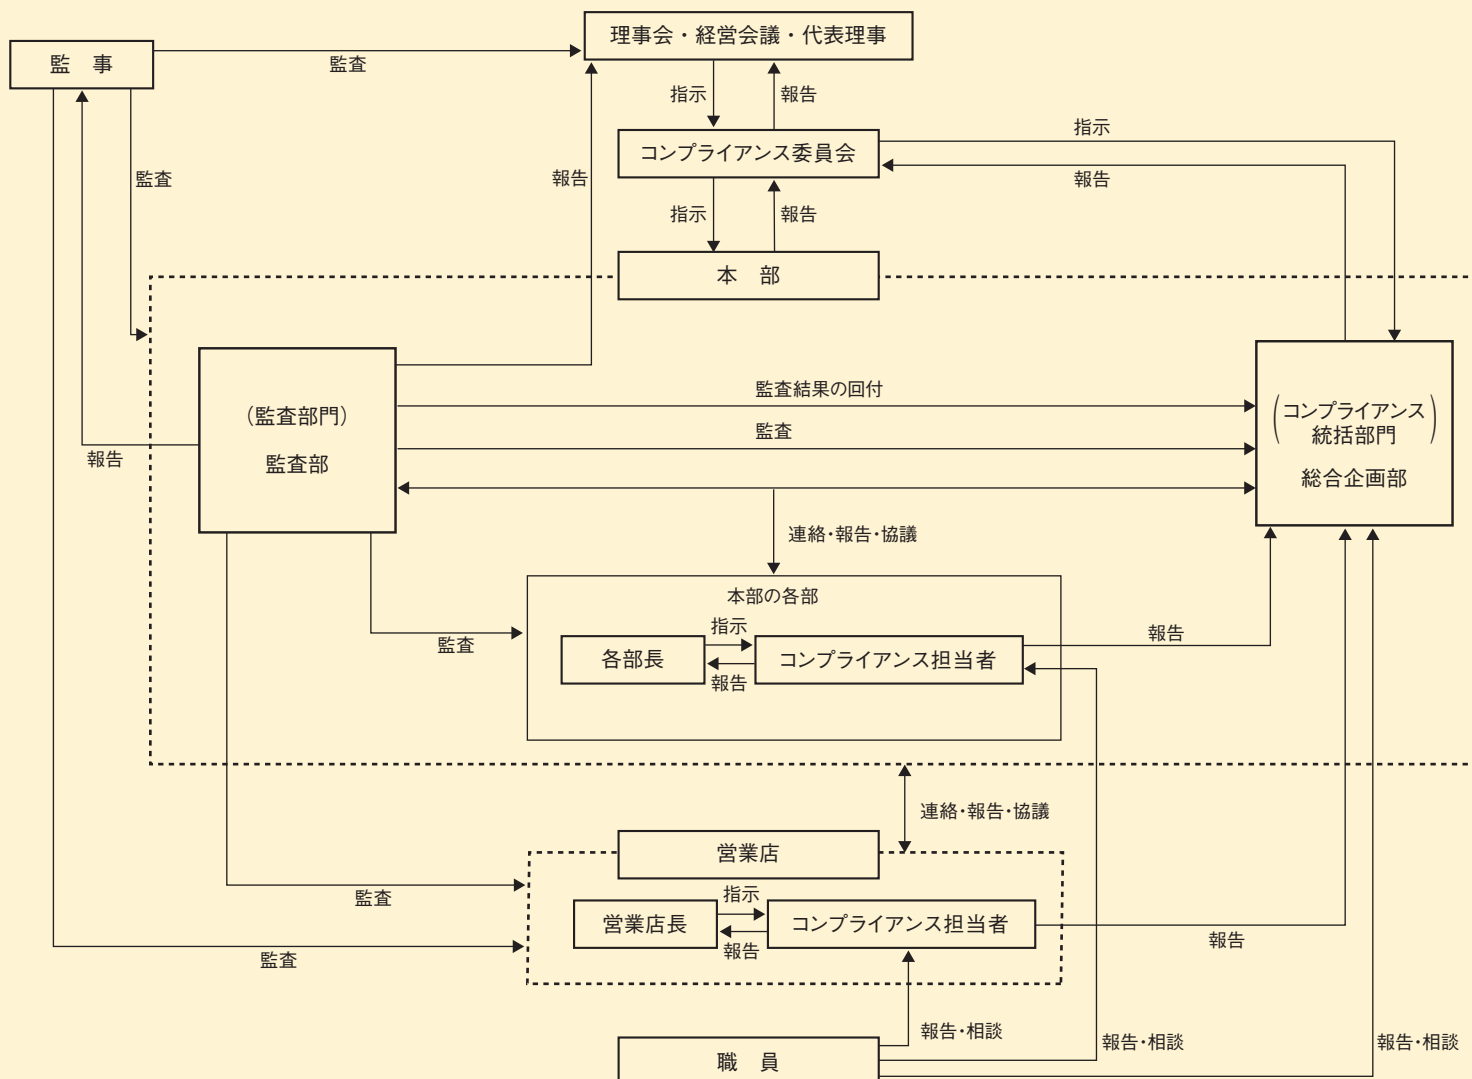 理事会・経営会議・代表理事
監　事
監査
指示
報告
指示
コンプライアンス委員会
報告
監査
報告
指示
報告
本　部
監査結果の回付
（監査部門）
コンプライアンス
統括部門
監査
報告
監査部
総合企画部
連絡・報告・協議
本部の各部
指示
報告
監査
各部長
コンプライアンス担当者
報告
連絡・報告・協議
営業店
指示
監査
営業店長
コンプライアンス担当者
報告
報告
監査
報告・相談
報告・相談
報告・相談
職　員